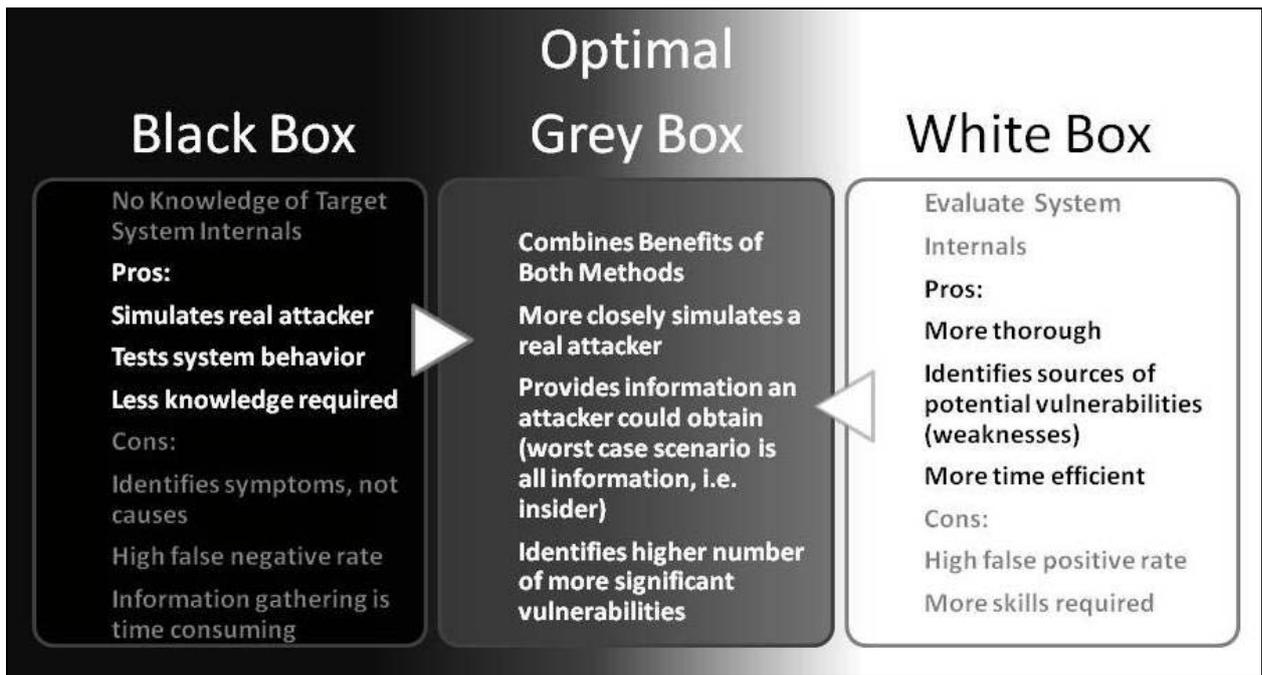 Optimal
Black Box
Grey Box
White Box
No Knowledge of Target
System Internals
Pros:
Simulates real attacker
Tests system behavior
Less knowledge required
Cons:
Identifies symptoms, not
causes
High false negative rate
Information gathering is
time consuming
Combines Benefits of
Both Methods
More closely simulates a
real attacker
Provides information an
attacker could obtain
(worst case scenario is
all information, i.e.
insider)
Identifies higher number
of more significant
vulnerabilities
Evaluate System
Internals
Pros:
More thorough
Identifies sources of
potential vulnerabilities
(weaknesses)
More time efficient
Cons:
High false positive rate
More skills required